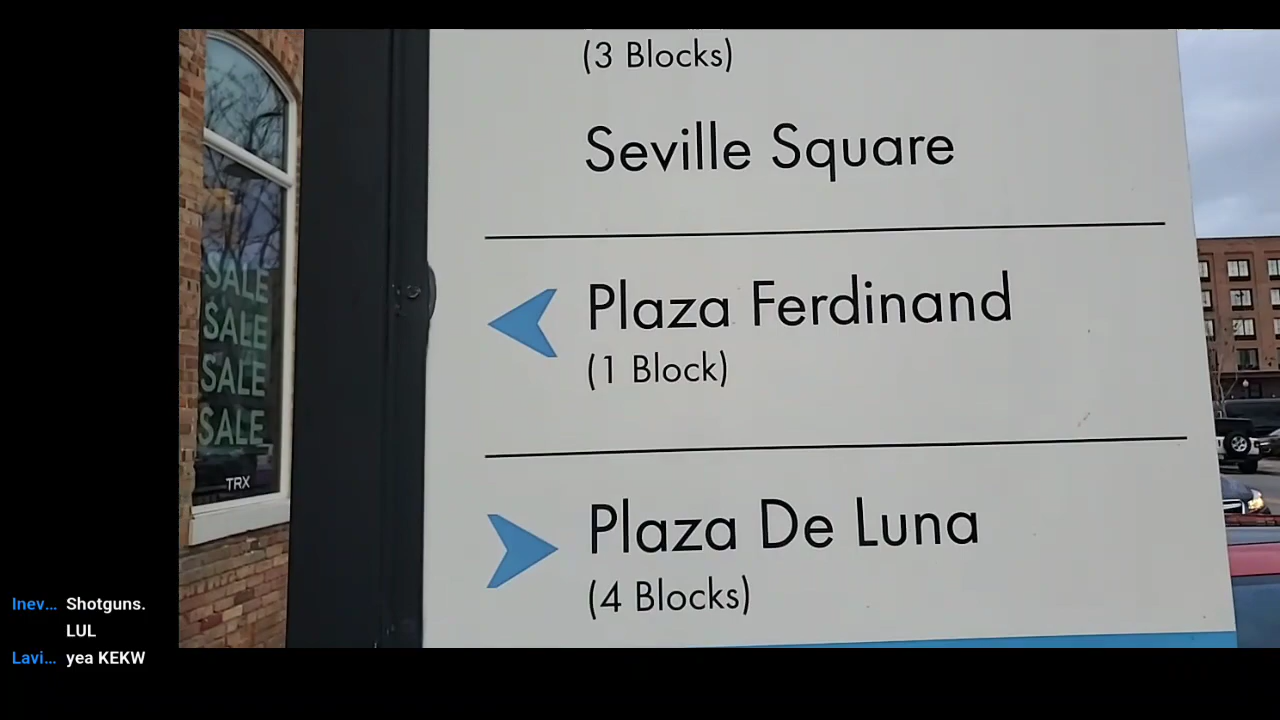 (3 Blocks)
Seville Square
Plaza Ferdinand
(1 Block)
Plaza De Luna
(4 Blocks)
SALE
SALE
SALE
SALE
TRX
Inev... Shotguns.
LUL
Lavi... yea KEKW